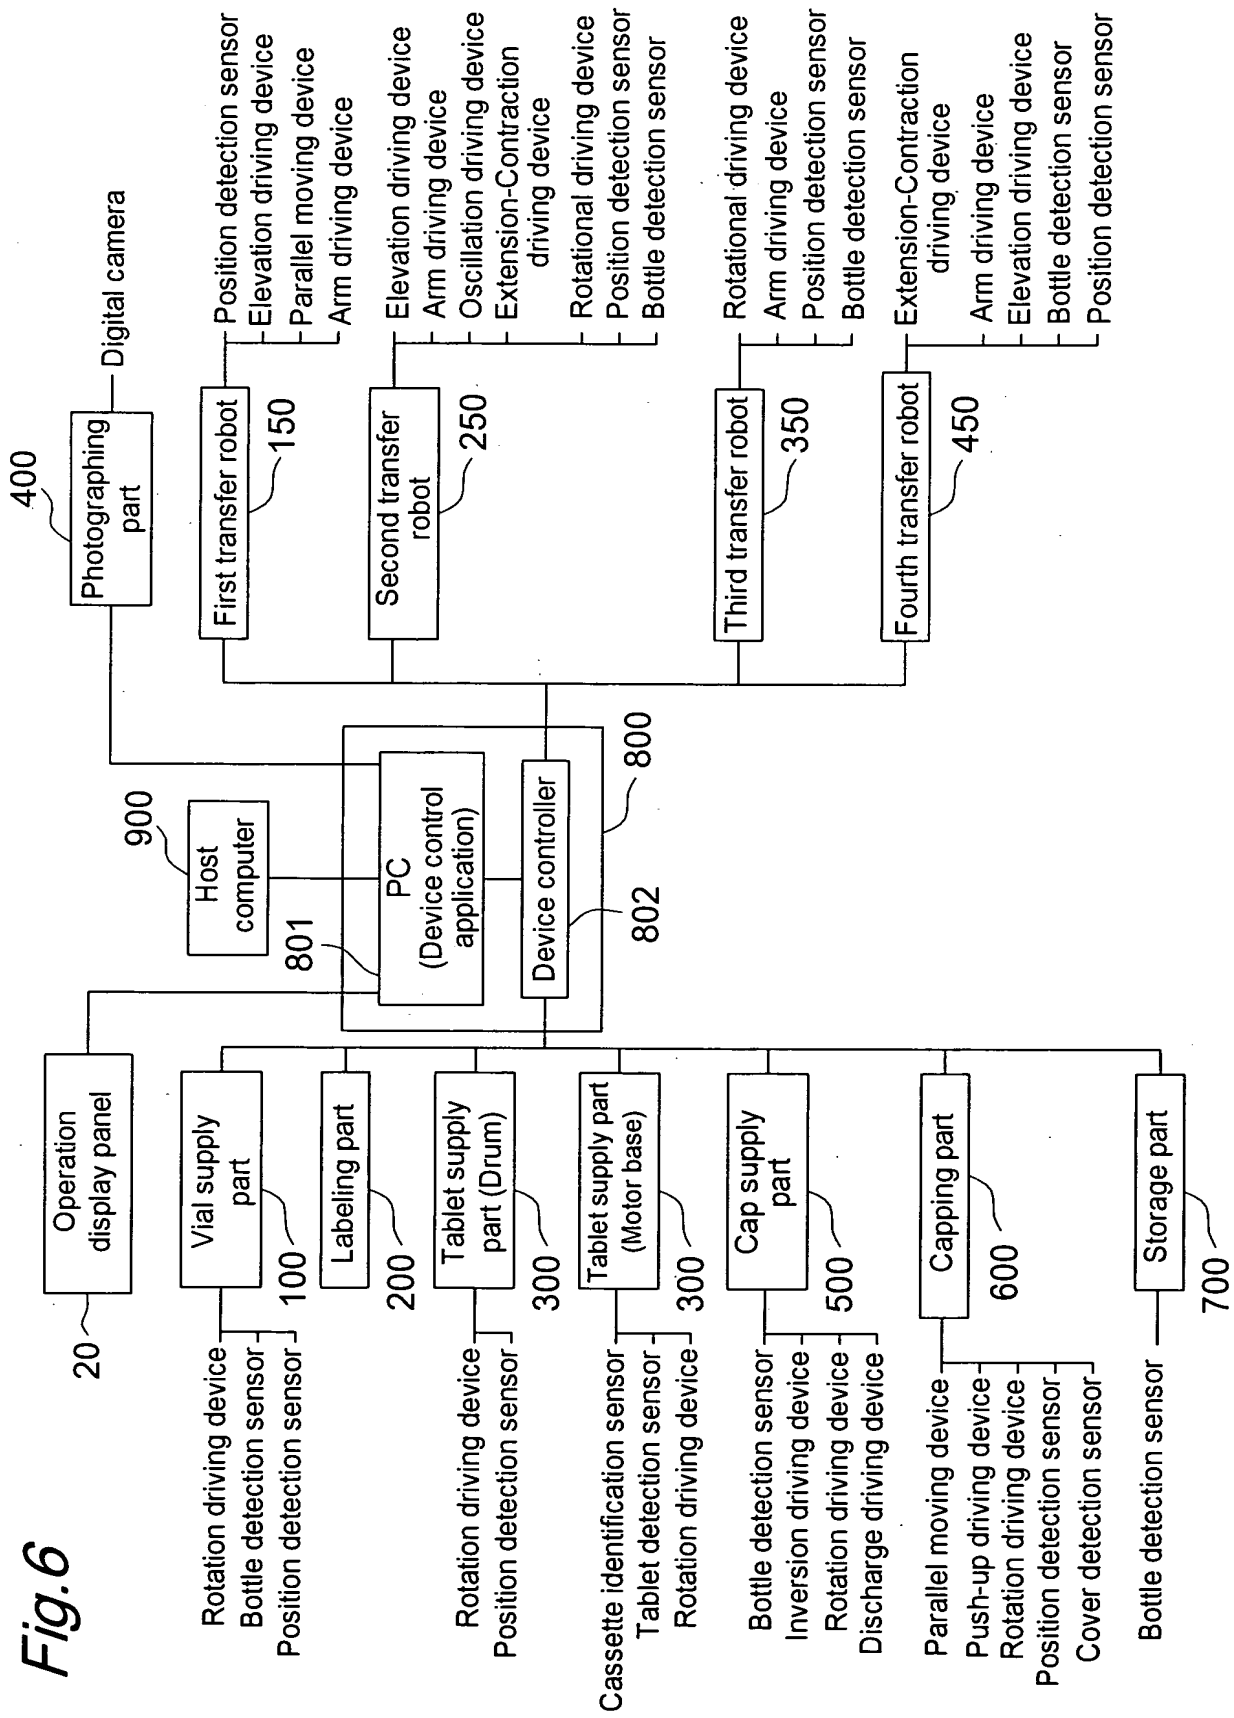 Fig.6
20
Operation
display panel
900
Host
computer
400
Photographing
part
Digital camera
801
PC
(Device control
application)
Device controller
802
800
Rotation driving device
Bottle detection sensor
Position detection sensor
Vial supply
part
100
Labeling part
200
Rotation driving device
Position detection sensor
Tablet supply
part (Drum)
300
Cassette identification sensor
Tablet detection sensor
Rotation driving device
Tablet supply part
(Motor base)
300
Bottle detection sensor
Inversion driving device
Rotation driving device
Discharge driving device
Cap supply
part
500
Parallel moving device
Push-up driving device
Rotation driving device
Position detection sensor
Cover detection sensor
Capping part
600
Bottle detection sensor
Storage part
700
First transfer robot
150
Position detection sensor
Elevation driving device
Parallel moving device
Arm driving device
Second transfer
robot
250
Elevation driving device
Arm driving device
Oscillation driving device
Extension-Contraction
driving device
Rotational driving device
Position detection sensor
Bottle detection sensor
Third transfer robot
350
Rotational driving device
Arm driving device
Position detection sensor
Bottle detection sensor
Fourth transfer robot
450
Extension-Contraction
driving device
Arm driving device
Elevation driving device
Bottle detection sensor
Position detection sensor